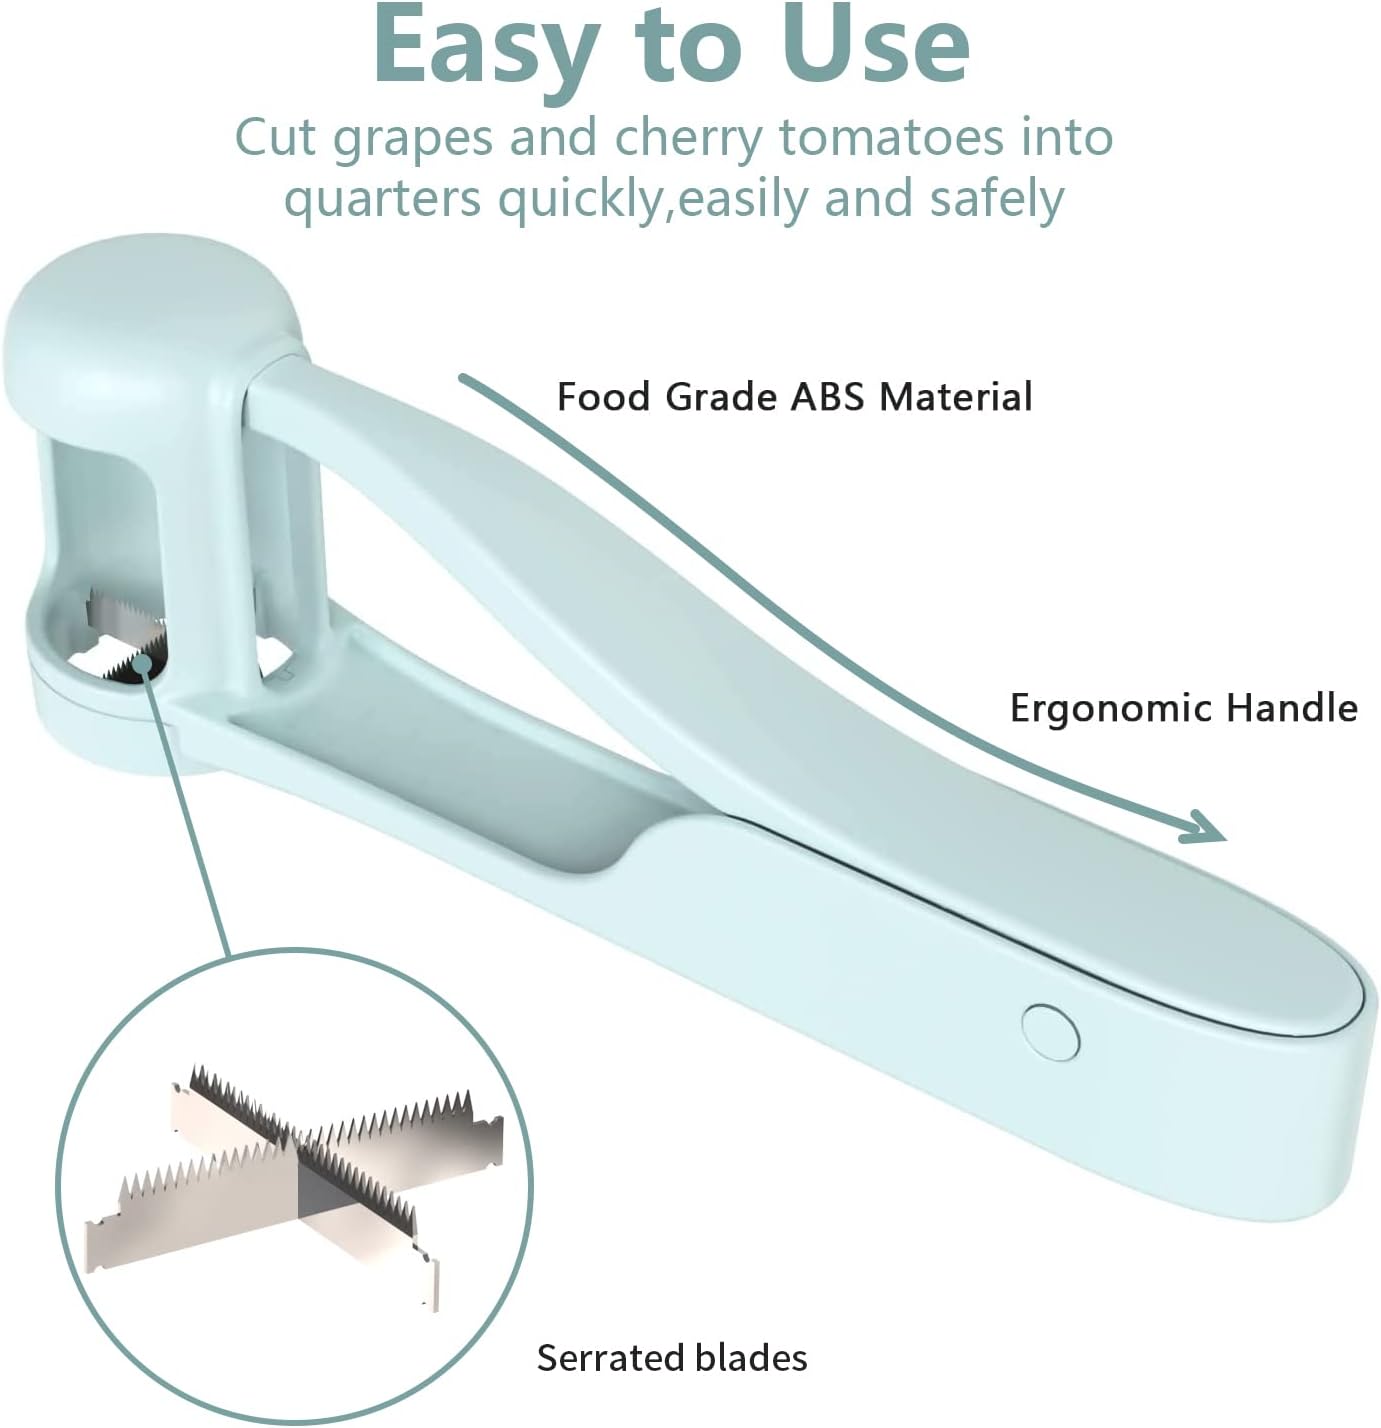 Easy to Use
Cut grapes and cherry tomatoes into
quarters quickly,easily and safely
Food Grade ABS Material
Ergonomic Handle
Serrated blades